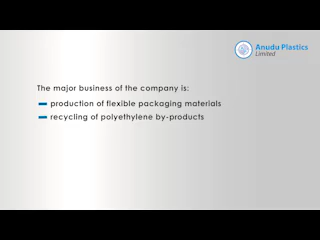 Anudu Plastics
Limited
The major business of the company is:
production of flexible packaging materials
recycling of polyethylene by-products